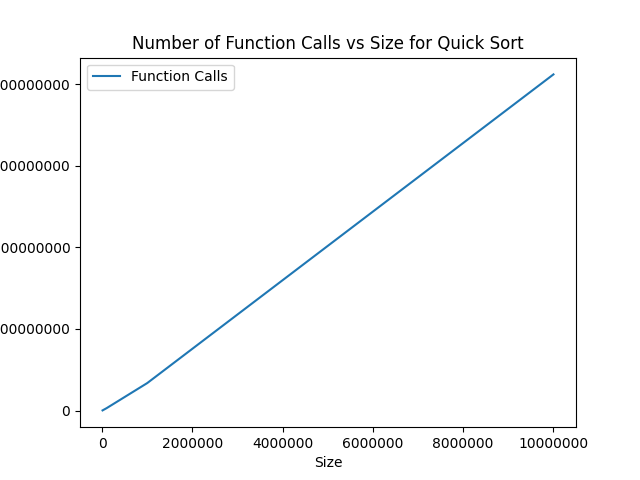 Number of Function Calls vs Size for Quick Sort
Function Calls
0
0 2000000 4000000 6000000 8000000 10000000
Size